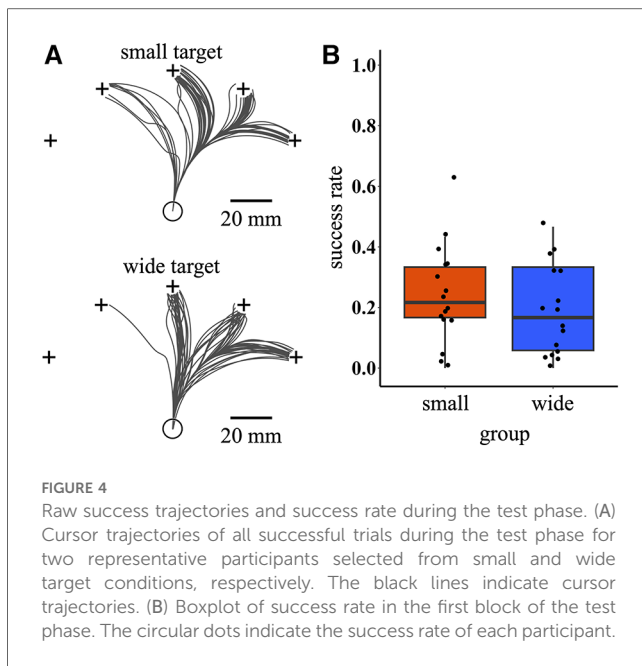 A
small target
20 mm
wide target
20 mm
B
1.0
0.8
0.6
0.4
0.2
0.0
success rate
small wide
group
FIGURE 4
Raw success trajectories and success rate during the test phase. (A)
Cursor trajectories of all successful trials during the test phase for
two representative participants selected from small and wide
target conditions, respectively. The black lines indicate cursor
trajectories. (B) Boxplot of success rate in the first block of the test
phase. The circular dots indicate the success rate of each participant.